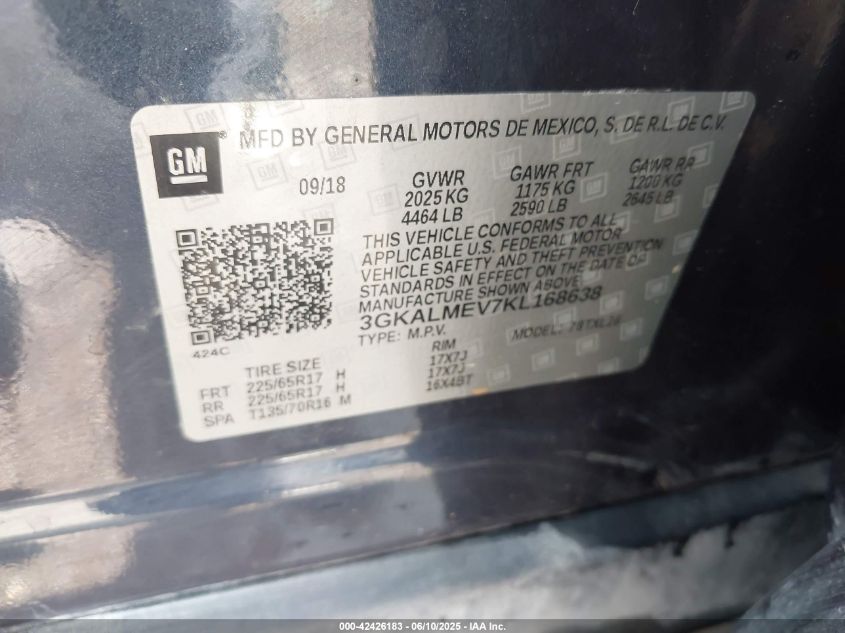 GM
MFD BY GENERAL MOTORS DE MEXICO, S. DE R.L. DE C.V.
09/18
GVWR GAWR FRT GAWR RR
2025 KG 1175 KG 1200 KG
4464 LB 2590 LB 2645 LB
THIS VEHICLE CONFORMS TO ALL
APPLICABLE U.S. FEDERAL MOTOR
VEHICLE SAFETY AND THEFT PREVENTION
STANDARDS IN EFFECT ON THE DATE OF
MANUFACTURE ABOVE.
3GKALMEV7KL168638
TYPE: M.P.V. MODEL:
424C
TIRE SIZE RIM
FRT 225/65R17 H 17X7J
RR 225/65R17 H 17X7J
SPA T135/70R16 M 16X4BT
000-42426183 - 06/10/2025 - IAA Inc.